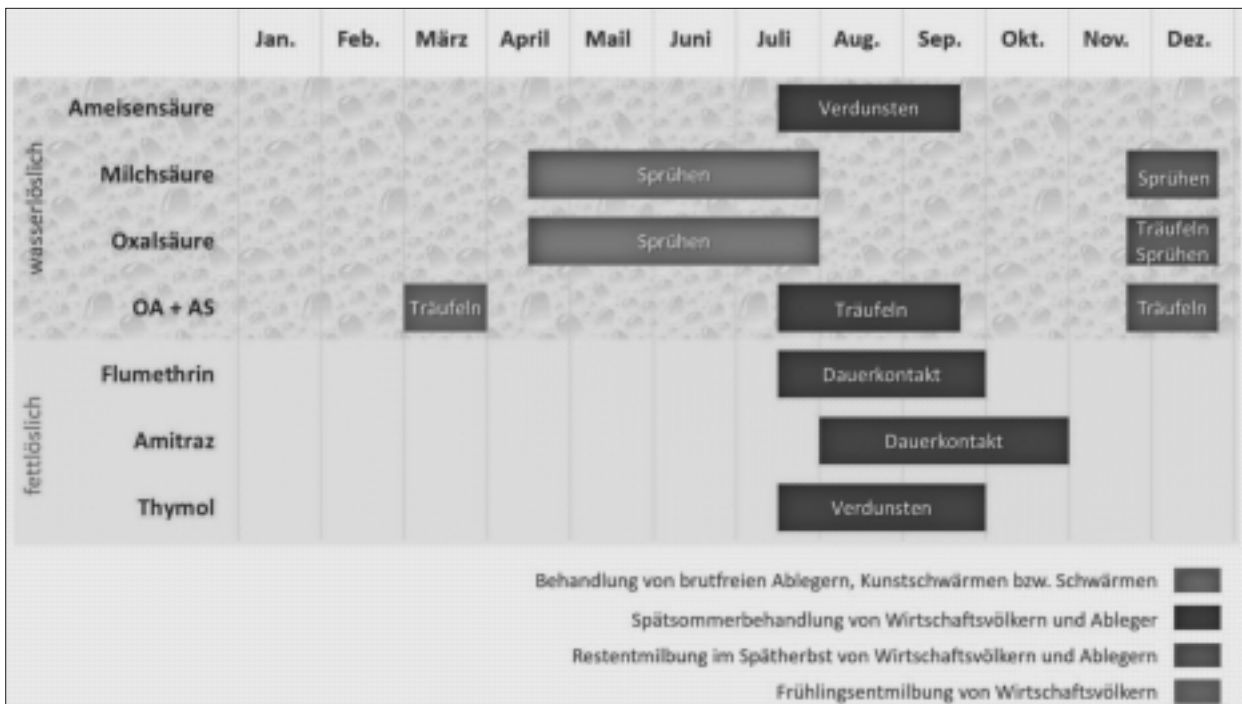 Jan. Feb. März April Mail Juni Juli Aug. Sep. Okt. Nov. Dez.
wasserlöslich
Ameisensäure Verdunsten
Milchsäure Sprühen Sprühen
Oxalsäure Sprühen Träufeln
Sprühen
OA + AS Träufeln Träufeln Träufeln
fettlöslich
Flumethrin Dauerkontakt
Amitraz Dauerkontakt
Thymol Verdunsten
Behandlung von brutfreien Ablegern, Kunstschwärmen bzw. Schwärmen
Spätsommerbehandlung von Wirtschaftsvölkern und Ableger
Restentmilbung im Spätherbst von Wirtschaftsvölkern und Ablegern
Frühlingsentmilbung von Wirtschaftsvölkern